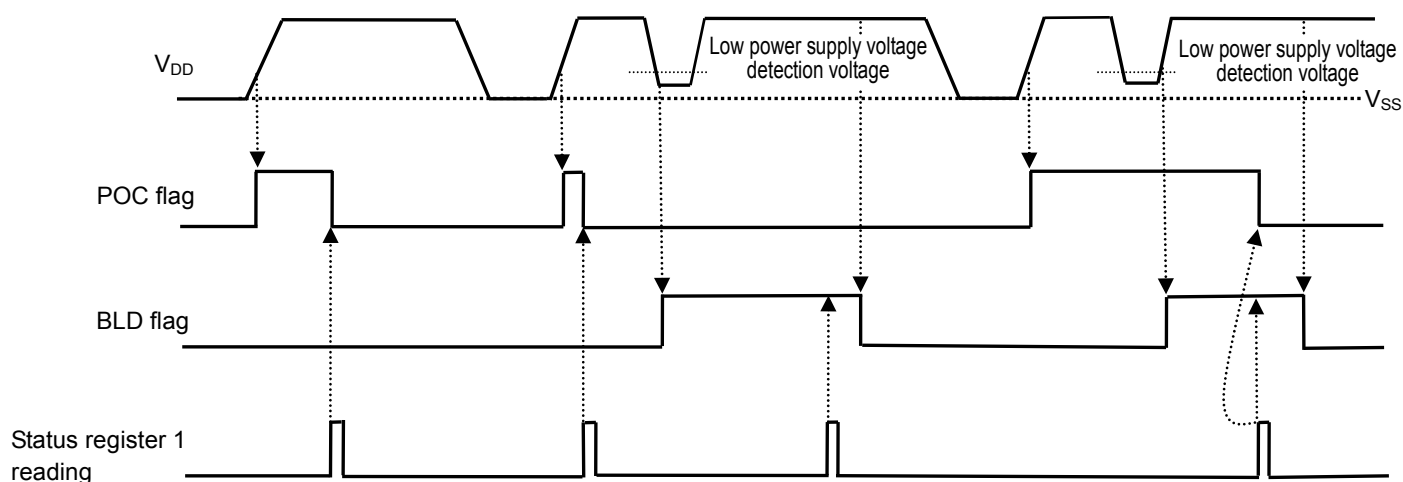 Low power supply voltage
detection voltage
Low power supply voltage
detection voltage
VDD
VSS
POC flag
BLD flag
Status register 1
reading